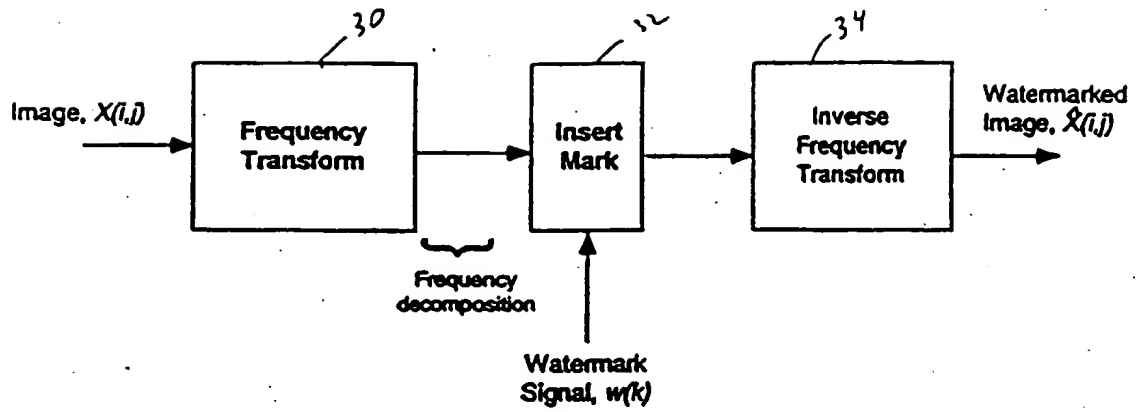 30
32
34
Image, X(i,j)
Frequency
Transform
Insert
Mark
Inverse
Frequency
Transform
Watermarked
Image, X̂(i,j)
Frequency
decomposition
Watermark
Signal, w(k)